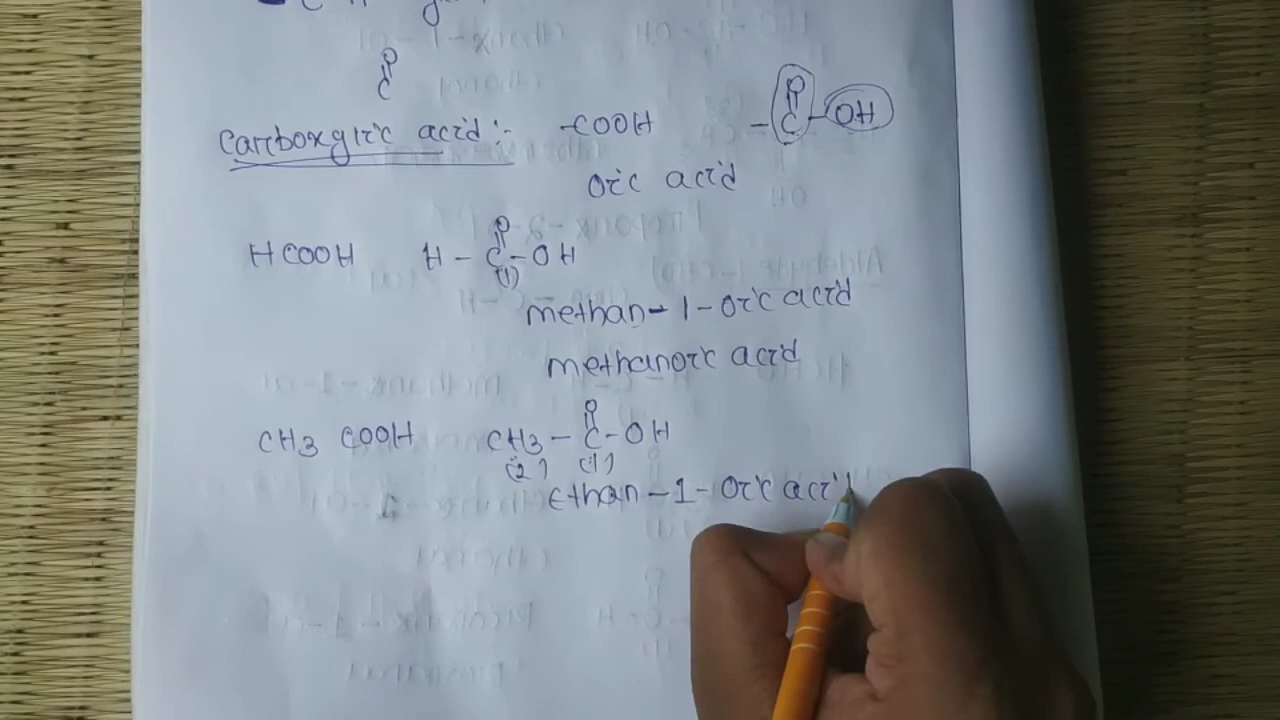 O
C
Carboxylic acid :- -COOH - C - OH
O
oic acid
O
HCOOH H - C - OH
(1)
methan - 1 - oic acid
methanoic acid
O
CH3 COOH CH3 - C - OH
(2) (1)
Ethan - 1 - oic aci